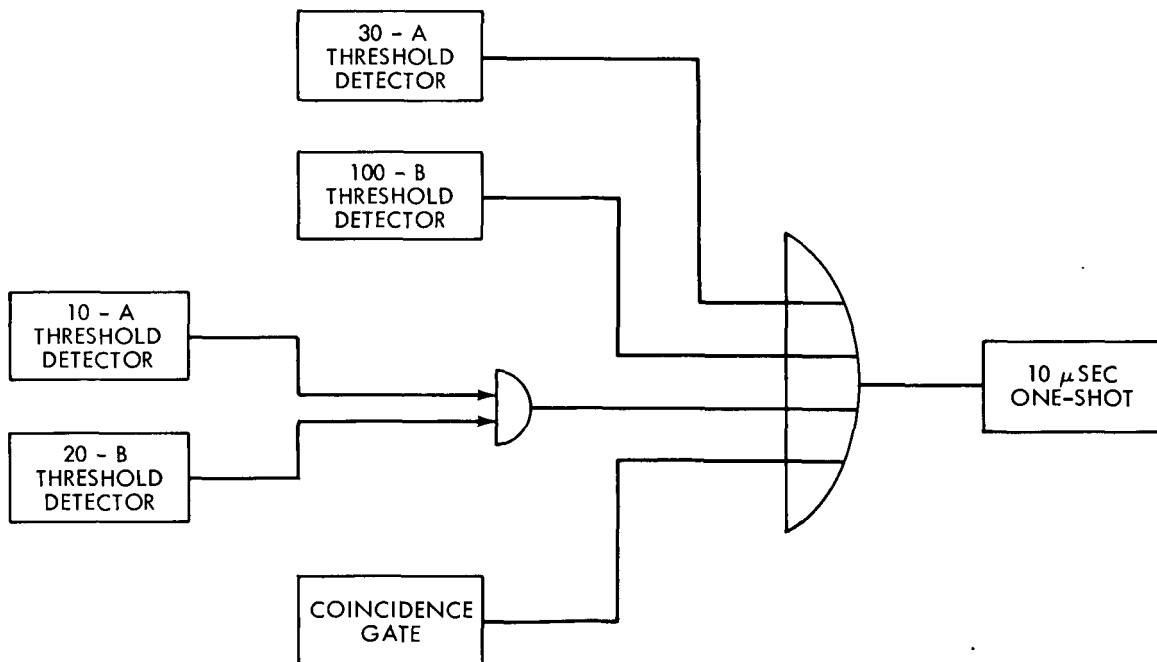 30 - A
THRESHOLD
DETECTOR
100 - B
THRESHOLD
DETECTOR
10 - A
THRESHOLD
DETECTOR
20 - B
THRESHOLD
DETECTOR
COINCIDENCE
GATE
10 μSEC
ONE-SHOT